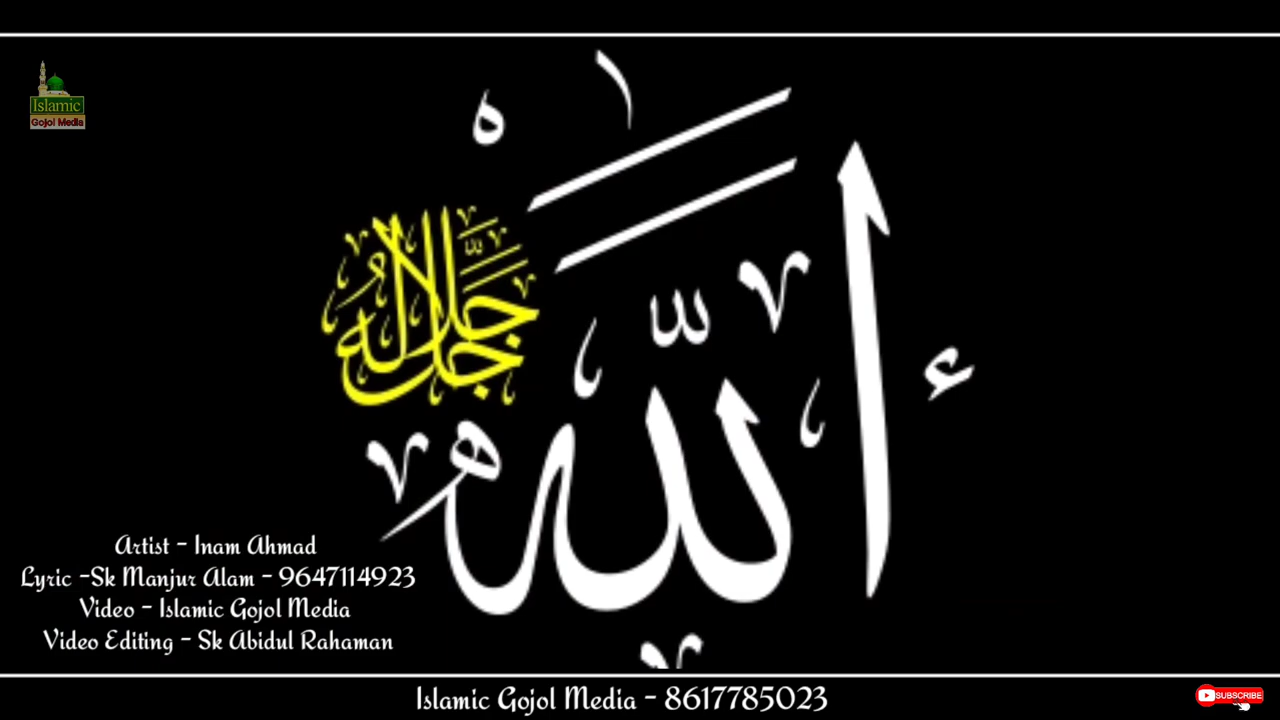 Islamic
Gojol Media
الله
جل جلاله
Artist - Inam Ahmad
Lyric -Sk Manjur Alam - 9647114923
Video - Islamic Gojol Media
Video Editing - Sk Abidul Rahaman
Islamic Gojol Media - 8617785023
SUBSCRIBE